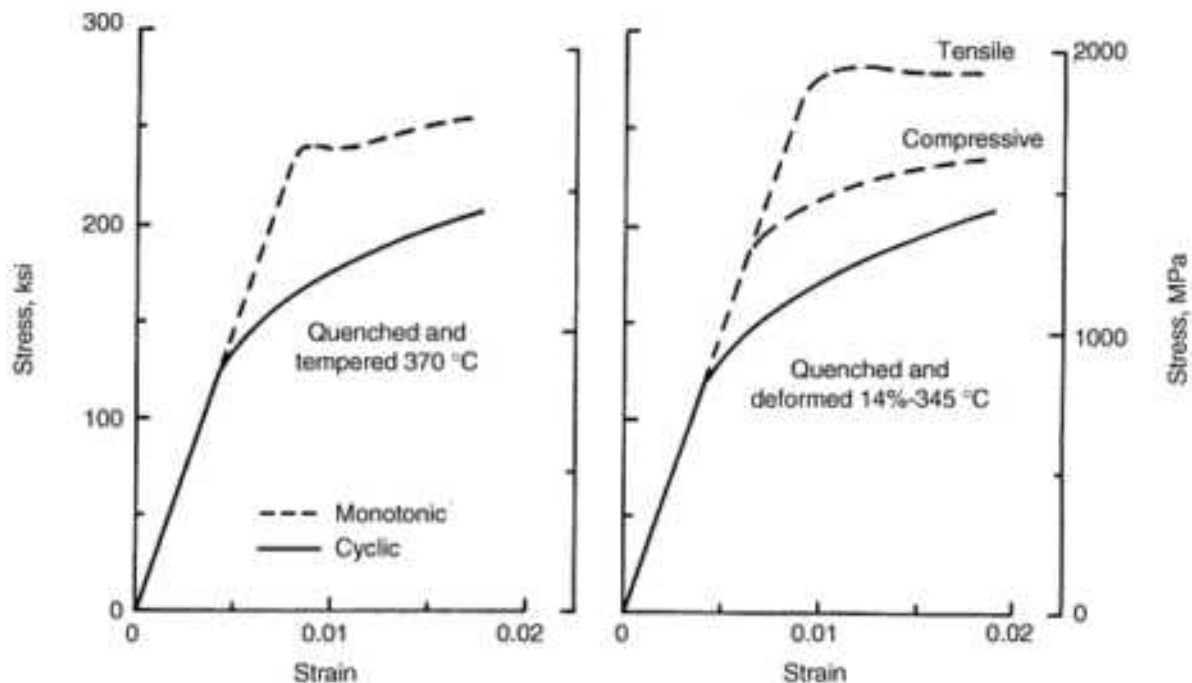 300
200
100
0
Stress, ksi
Quenched and
tempered 370 °C
Monotonic
Cyclic
0
0.01
0.02
Strain
Tensile
Compressive
Quenched and
deformed 14%-345 °C
2000
1000
0
Stress, MPa
0
0.01
0.02
Strain